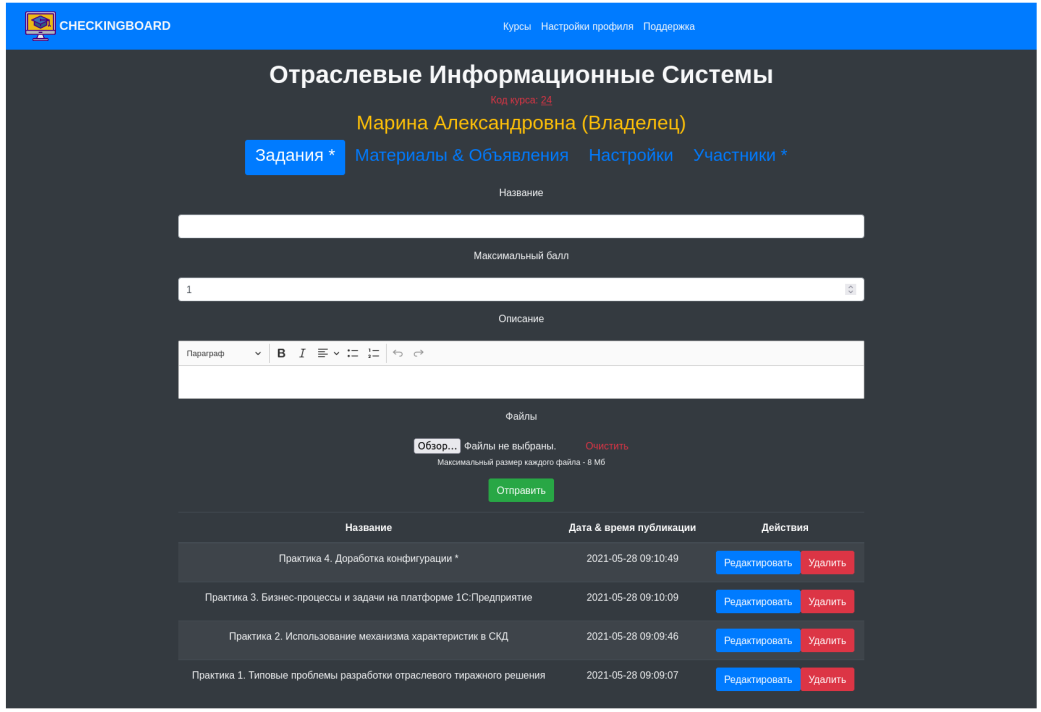 CHECKINGBOARD
Курсы Настройки профиля Поддержка
Отраслевые Информационные Системы
Код курса: 24
Марина Александровна (Владелец)
Задания * Материалы & Объявления Настройки Участники *
Название
Максимальный балл
1
Описание
Параграф B I
Файлы
Обзор... Файлы не выбраны. Очистить
Максимальный размер каждого файла - 8 Мб
Отправить
Название Дата & время публикации Действия
Практика 4. Доработка конфигурации * 2021-05-28 09:10:49 Редактировать Удалить
Практика 3. Бизнес-процессы и задачи на платформе 1С:Предприятие 2021-05-28 09:10:09 Редактировать Удалить
Практика 2. Использование механизма характеристик в СКД 2021-05-28 09:09:46 Редактировать Удалить
Практика 1. Типовые проблемы разработки отраслевого тиражного решения 2021-05-28 09:09:07 Редактировать Удалить